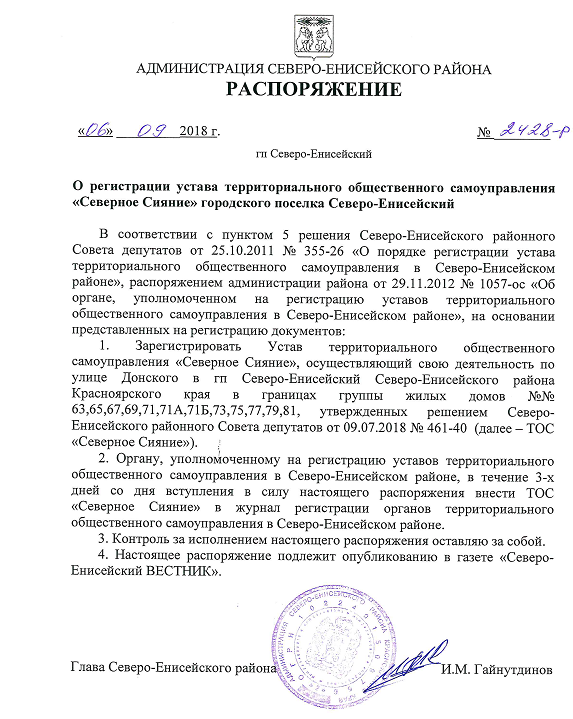 АДМИНИСТРАЦИЯ СЕВЕРО-ЕНИСЕЙСКОГО РАЙОНА
РАСПОРЯЖЕНИЕ
«06» 09 2018 г. № 2428-р
гп Северо-Енисейский
О регистрации устава территориального общественного самоуправления
«Северное Сияние» городского поселка Северо-Енисейский
В соответствии с пунктом 5 решения Северо-Енисейского районного
Совета депутатов от 25.10.2011 № 355-26 «О порядке регистрации устава
территориального общественного самоуправления в Северо-Енисейском
районе», распоряжением администрации района от 29.11.2012 № 1057-ос «Об
органе, уполномоченном на регистрацию уставов территориального
общественного самоуправления в Северо-Енисейском районе», на основании
представленных на регистрацию документов:
1. Зарегистрировать Устав территориального общественного
самоуправления «Северное Сияние», осуществляющий свою деятельность по
улице Донского в гп Северо-Енисейский Северо-Енисейского района
Красноярского края в границах группы жилых домов №№
63,65,67,69,71,71А,71Б,73,75,77,79,81, утвержденных решением Северо-
Енисейского районного Совета депутатов от 09.07.2018 № 461-40 (далее – ТОС
«Северное Сияние»).
2. Органу, уполномоченному на регистрацию уставов территориального
общественного самоуправления в Северо-Енисейском районе, в течение 3-х
дней со дня вступления в силу настоящего распоряжения внести ТОС
«Северное Сияние» в журнал регистрации органов территориального
общественного самоуправления в Северо-Енисейском районе.
3. Контроль за исполнением настоящего распоряжения оставляю за собой.
4. Настоящее распоряжение подлежит опубликованию в газете «Северо-
Енисейский ВЕСТНИК».
АДМИНИСТРАЦИЯ СЕВЕРО-ЕНИСЕЙСКОГО РАЙОНА
ОГРН
Глава Северо-Енисейского района И.М. Гайнутдинов